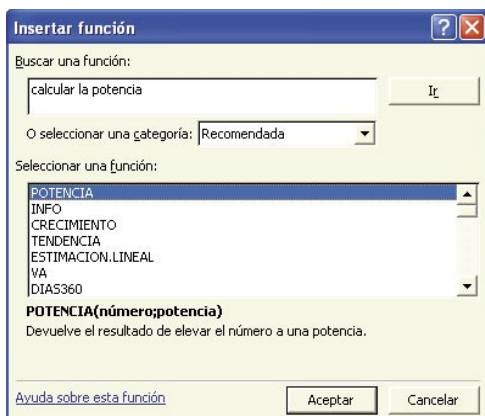 Insertar función
Buscar una función:
calcular la potencia
Ir
O seleccionar una categoría: Recomendada
Seleccionar una función:
POTENCIA
INFO
CRECIMIENTO
TENDENCIA
ESTIMACION.LINEAL
VA
DIAS360
POTENCIA(número;potencia)
Devuelve el resultado de elevar el número a una potencia.
Ayuda sobre esta función
Aceptar
Cancelar